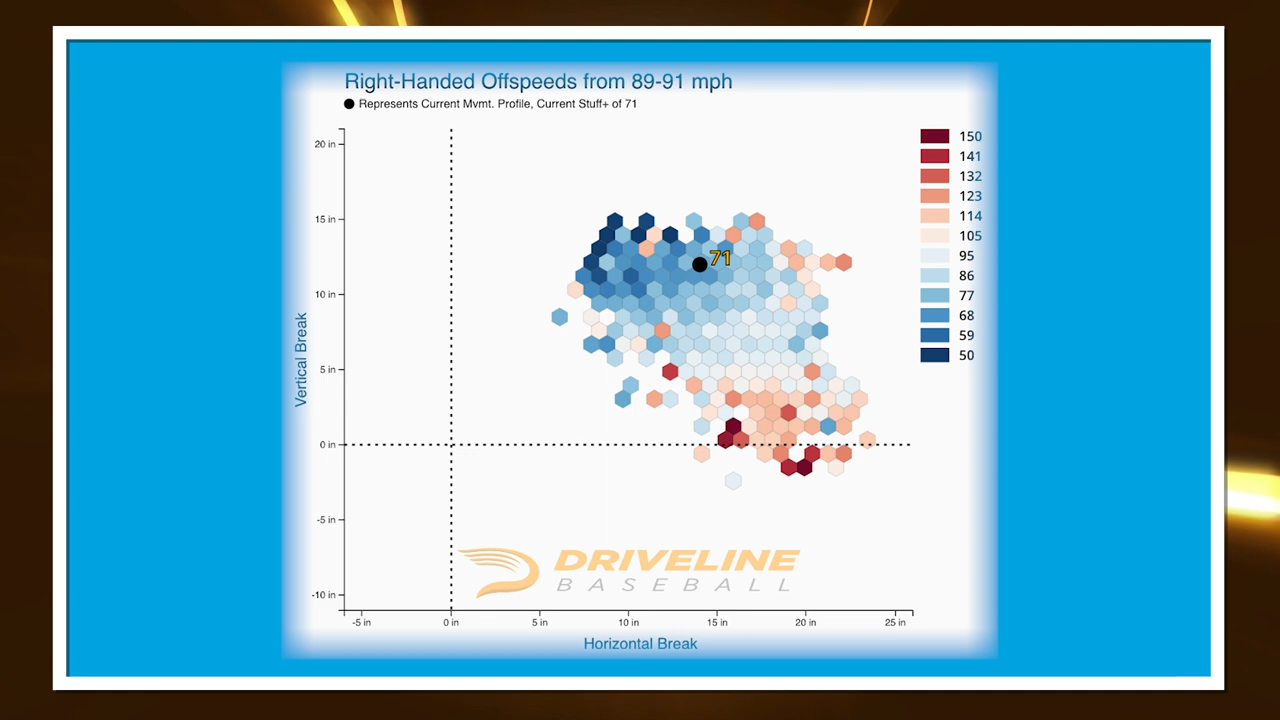 Right-Handed Offspeeds from 89-91 mph
Represents Current Mvmt. Profile, Current Stuff+ of 71
20 in
15 in
10 in
5 in
0 in
-5 in
-10 in
Vertical Break
71
150
141
132
123
114
105
95
86
77
68
59
50
DRIVELINE
BASEBALL
-5 in
0 in
5 in
10 in
15 in
20 in
25 in
Horizontal Break